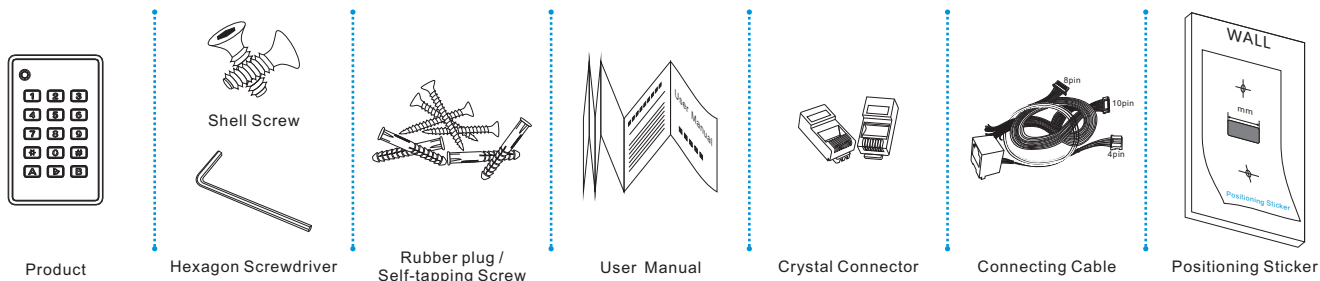 1 2 3
4 5 6
7 8 9
* 0 #
A B
Product
Shell Screw
Hexagon Screwdriver
Rubber plug /
Self-tapping Screw
User Manual
User Manual
Crystal Connector
8pin
10pin
4pin
Connecting Cable
WALL
mm
Positioning Sticker
Positioning Sticker